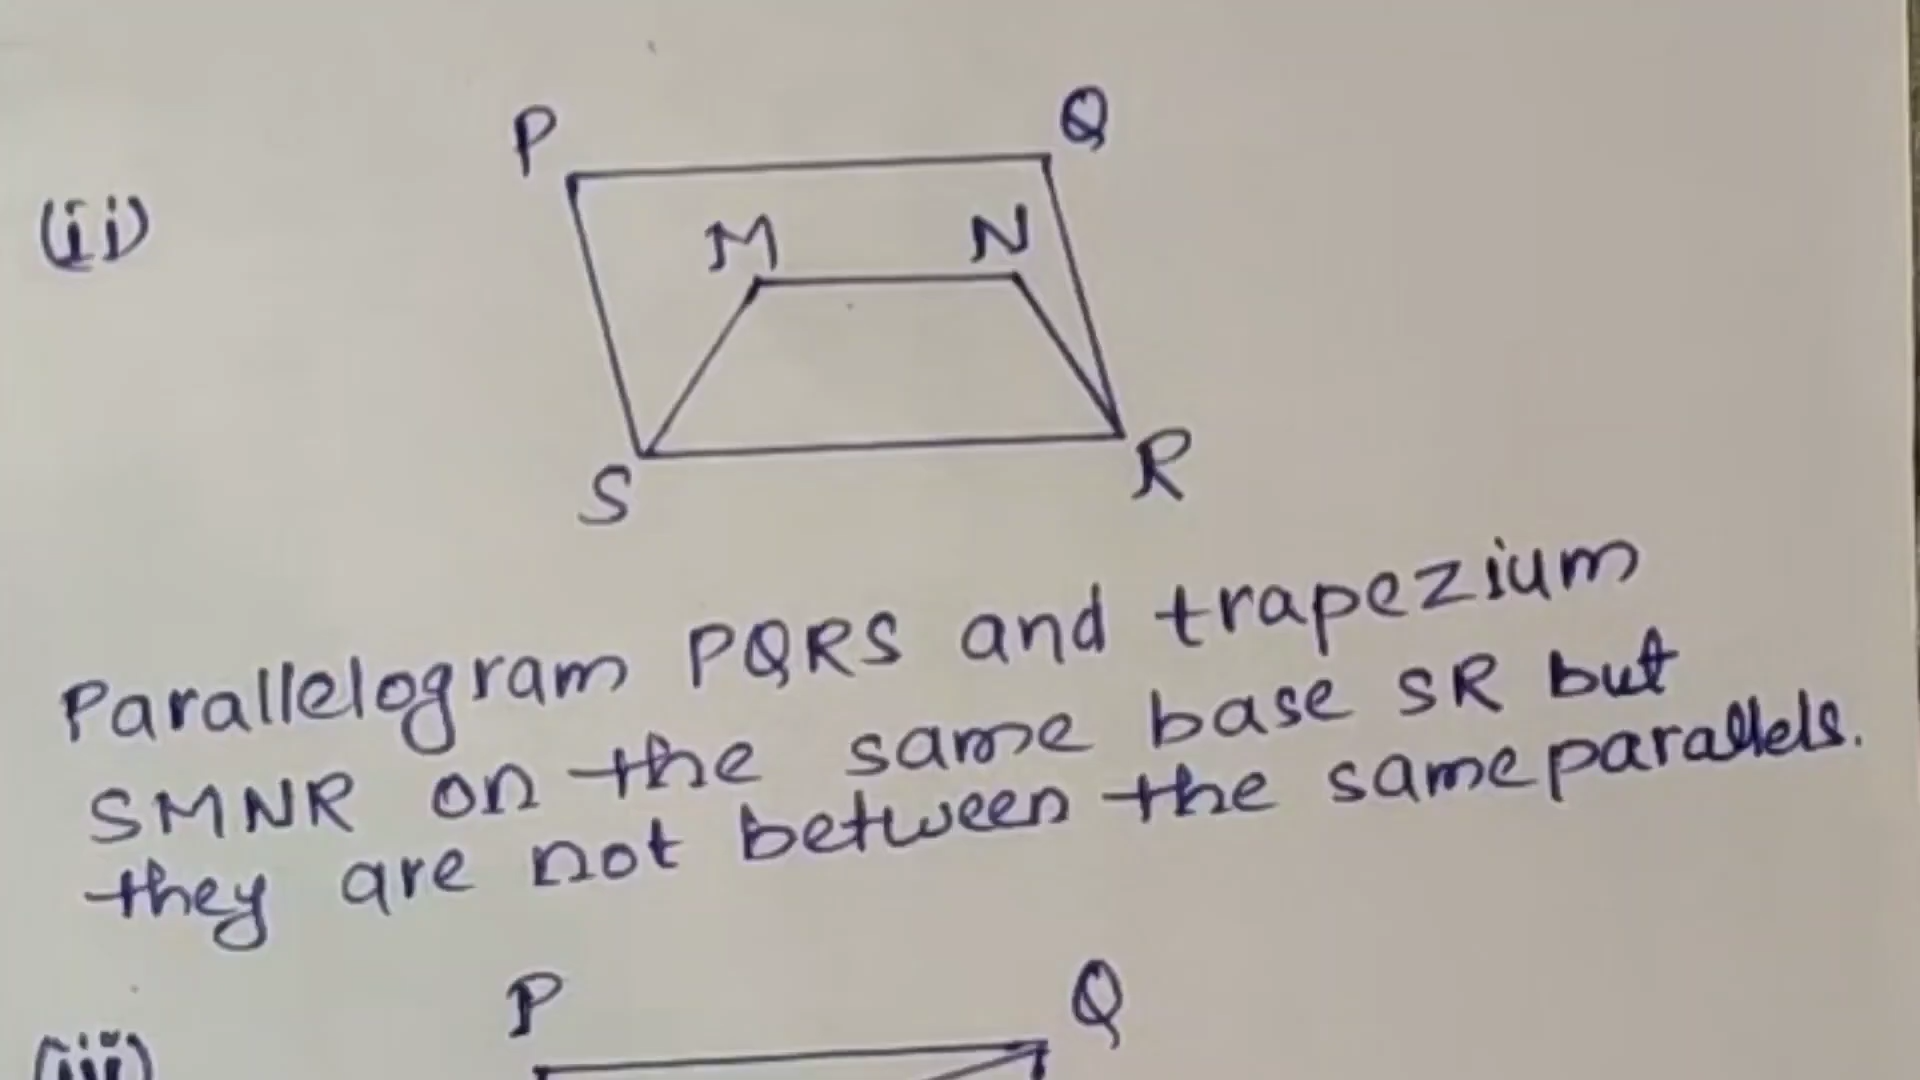 P
Q
(ii)
M
N
S
R
Parallelogram PQRS and trapezium
SMNR on the same base SR but
they are not between the same parallels.
P
Q
(iii)